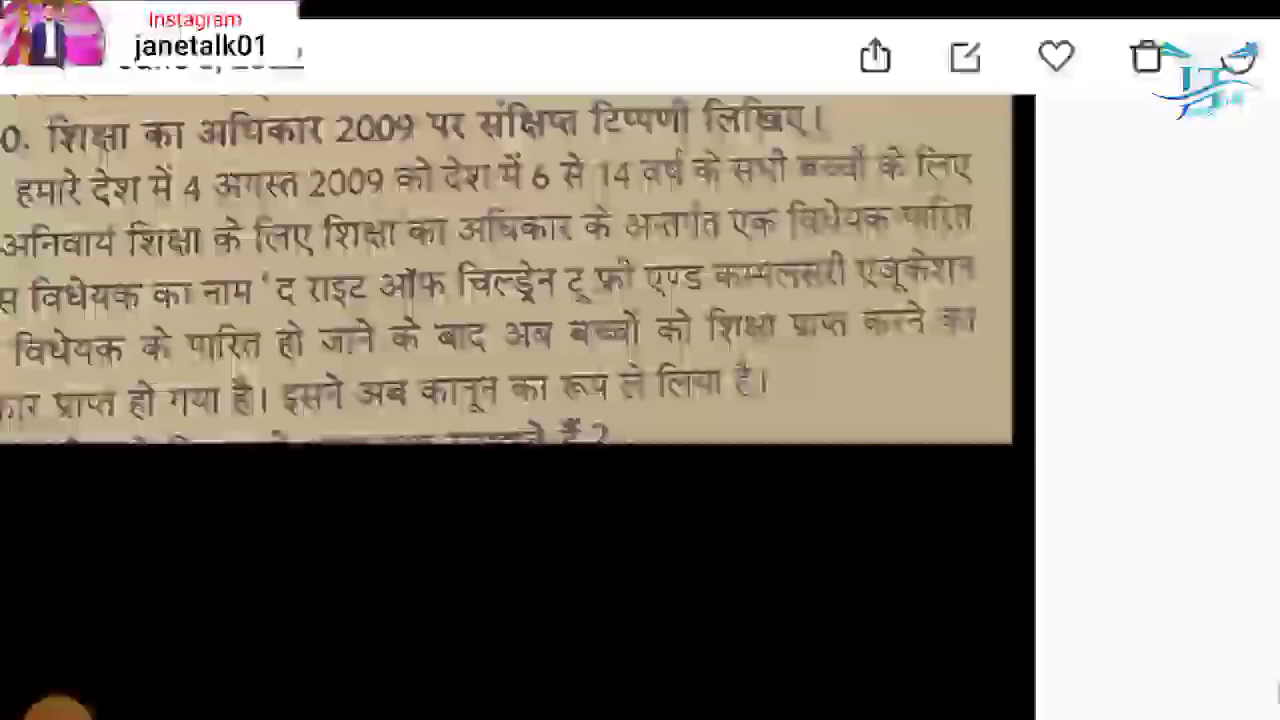 Instagram
janetalk01
0. शिक्षा का अधिकार 2009 पर संक्षिप्त टिप्पणी लिखिए।
हमारे देश में 4 अगस्त 2009 को देश में 6 से 14 वर्ष के सभी बच्चों के लिए
अनिवार्य शिक्षा के लिए शिक्षा का अधिकार के अन्तर्गत एक विधेयक पारित
स विधेयक का नाम 'द राइट ऑफ चिल्ड्रेन टू फ्री एण्ड कम्पलसरी एजूकेशन
विधेयक के पारित हो जाने के बाद अब बच्चों को शिक्षा प्राप्त करने का
कार प्राप्त हो गया है। इसने अब कानून का रूप ले लिया है।